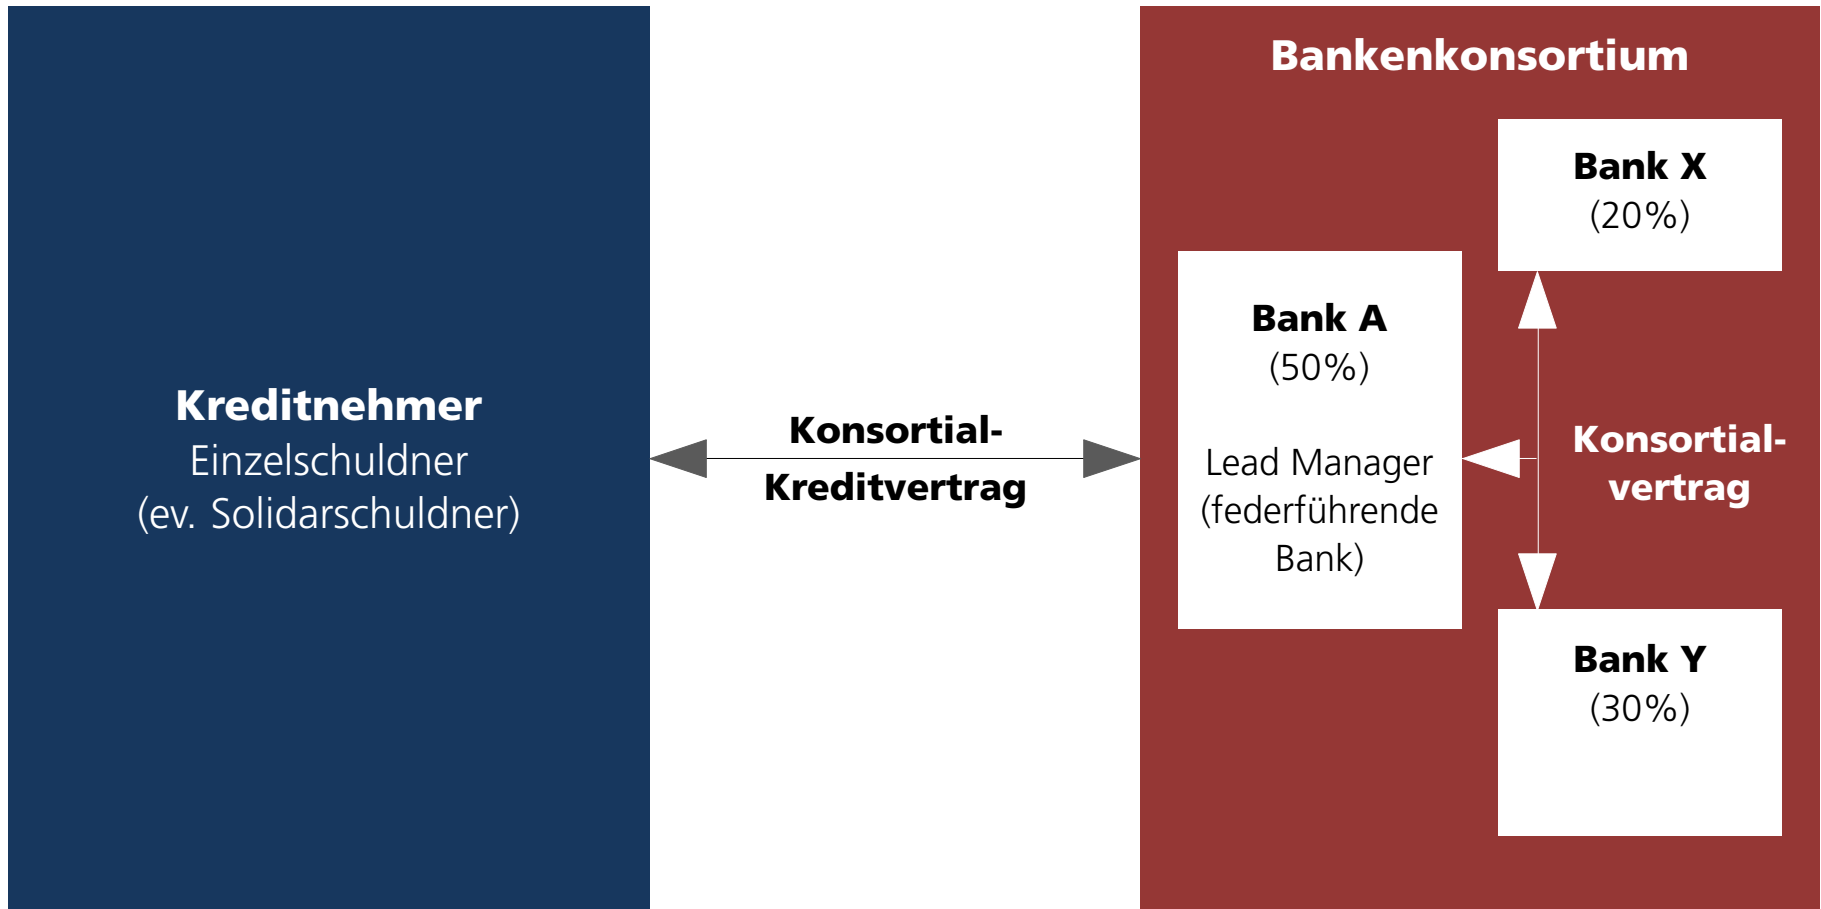 Kreditnehmer
Einzelschuldner
(ev. Solidarschuldner)
Konsortial-
Kreditvertrag
Bankenkonsortium
Bank A
(50%)
Lead Manager
(federführende
Bank)
Bank X
(20%)
Konsortial-
vertrag
Bank Y
(30%)